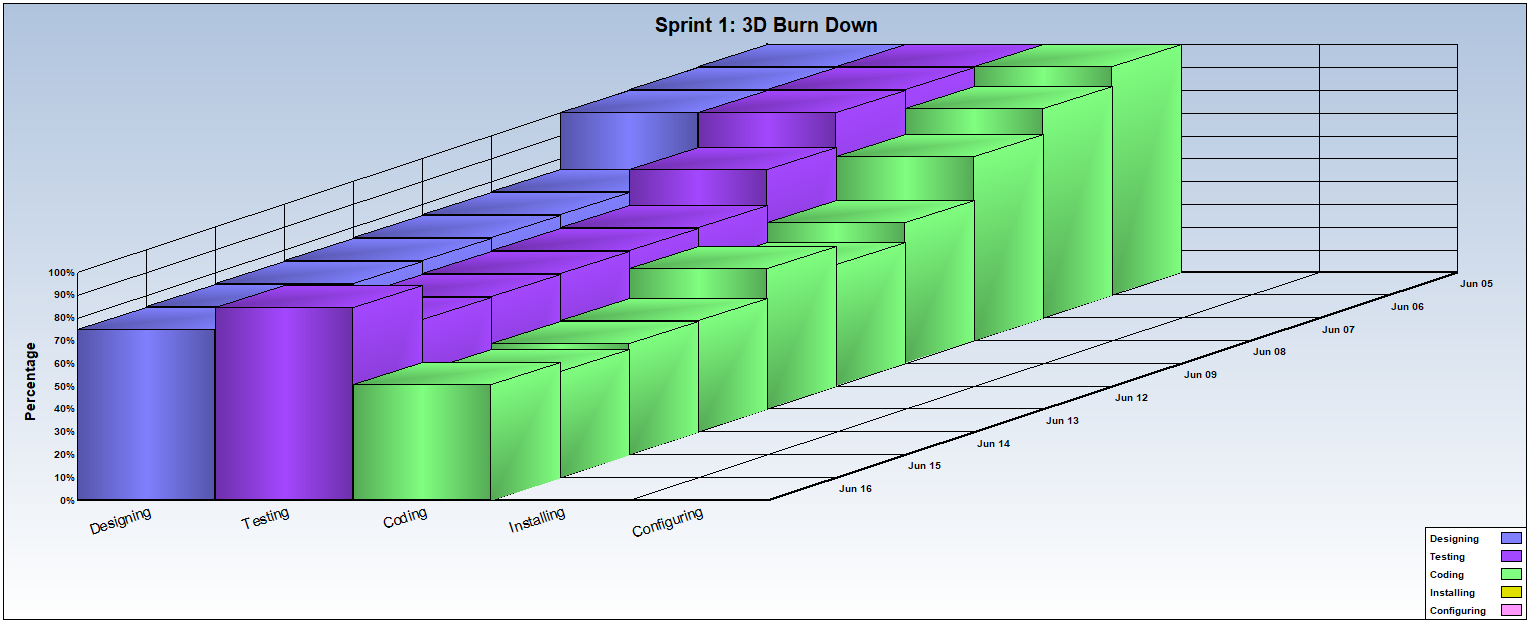 Sprint 1: 3D Burn Down
Percentage
100%
90%
80%
70%
60%
50%
40%
30%
20%
10%
0%
Designing
Testing
Coding
Installing
Configuring
Jun 05
Jun 06
Jun 07
Jun 08
Jun 09
Jun 12
Jun 13
Jun 14
Jun 15
Jun 16
Designing
Testing
Coding
Installing
Configuring